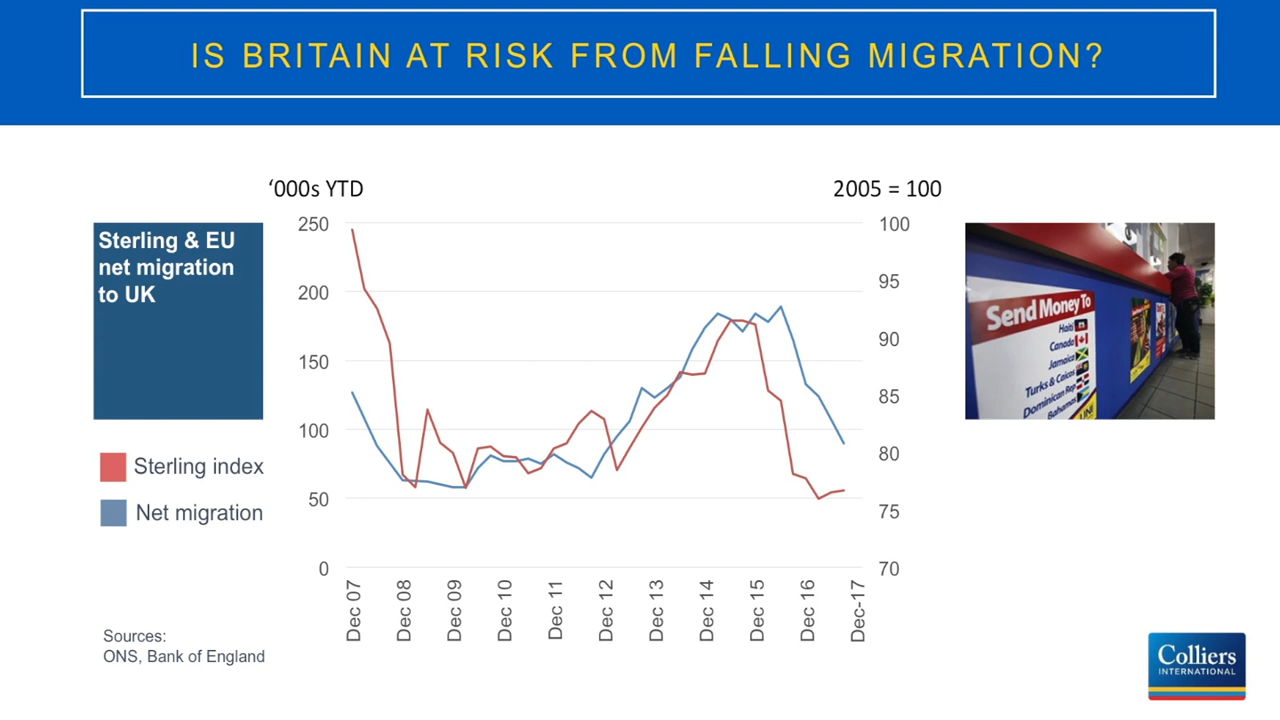 IS BRITAIN AT RISK FROM FALLING MIGRATION?
‘000s YTD
2005 = 100
Sterling & EU
net migration
to UK
Sterling index
Net migration
250
200
150
100
50
0
100
95
90
85
80
75
70
Dec 07
Dec 08
Dec 09
Dec 10
Dec 11
Dec 12
Dec 13
Dec 14
Dec 15
Dec 16
Dec-17
Send Money To
Haiti
Canada
Jamaica
Turks & Caicos
Dominican Rep
Bahamas
UNI
Sources:
ONS, Bank of England
Colliers
INTERNATIONAL